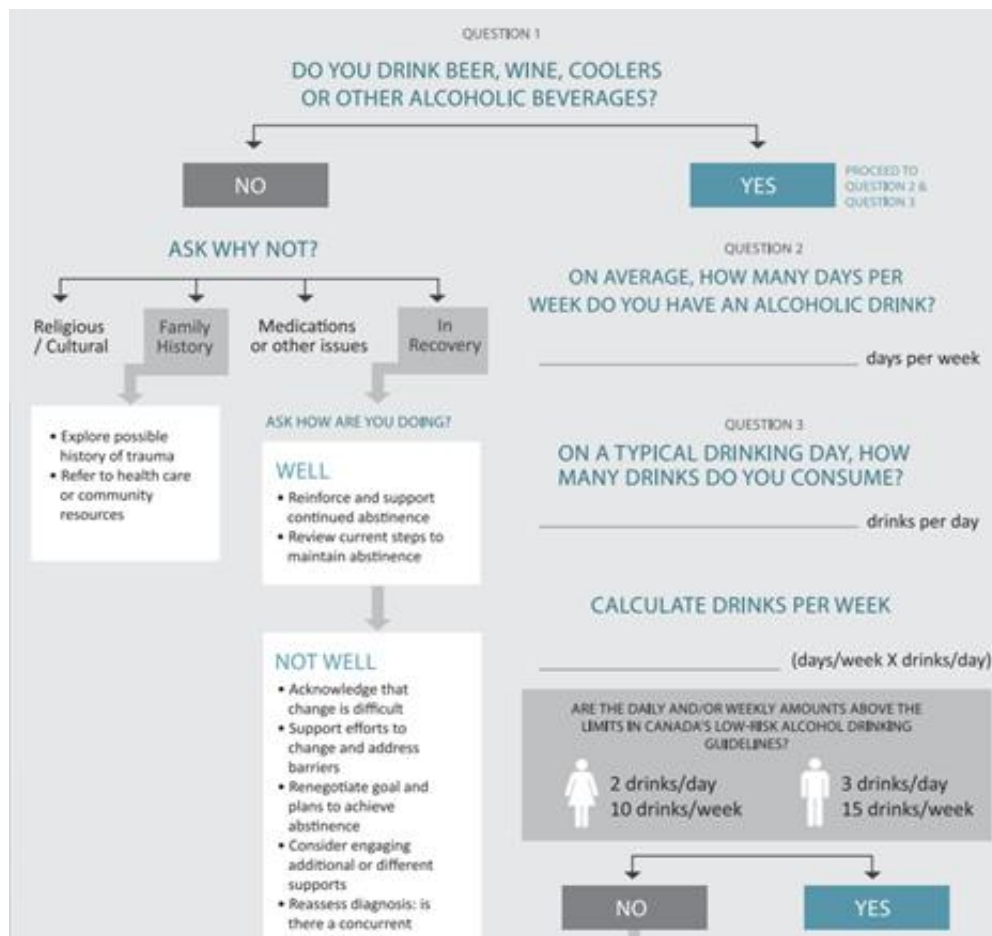 QUESTION 1
DO YOU DRINK BEER, WINE, COOLERS
OR OTHER ALCOHOLIC BEVERAGES?
NO
YES
PROCEED TO
QUESTION 2 &
QUESTION 3
ASK WHY NOT?
Religious
/ Cultural
Family
History
Medications
or other issues
In
Recovery
• Explore possible
history of trauma
• Refer to health care
or community
resources
ASK HOW ARE YOU DOING?
WELL
• Reinforce and support
continued abstinence
• Review current steps to
maintain abstinence
NOT WELL
• Acknowledge that
change is difficult
• Support efforts to
change and address
barriers
• Renegotiate goal and
plans to achieve
abstinence
• Consider engaging
additional or different
supports
• Reassess diagnosis: is
there a concurrent
QUESTION 2
ON AVERAGE, HOW MANY DAYS PER
WEEK DO YOU HAVE AN ALCOHOLIC DRINK?
days per week
QUESTION 3
ON A TYPICAL DRINKING DAY, HOW
MANY DRINKS DO YOU CONSUME?
drinks per day
CALCULATE DRINKS PER WEEK
(days/week X drinks/day)
ARE THE DAILY AND/OR WEEKLY AMOUNTS ABOVE THE
LIMITS IN CANADA'S LOW-RISK ALCOHOL DRINKING
GUIDELINES?
2 drinks/day
10 drinks/week
3 drinks/day
15 drinks/week
NO
YES